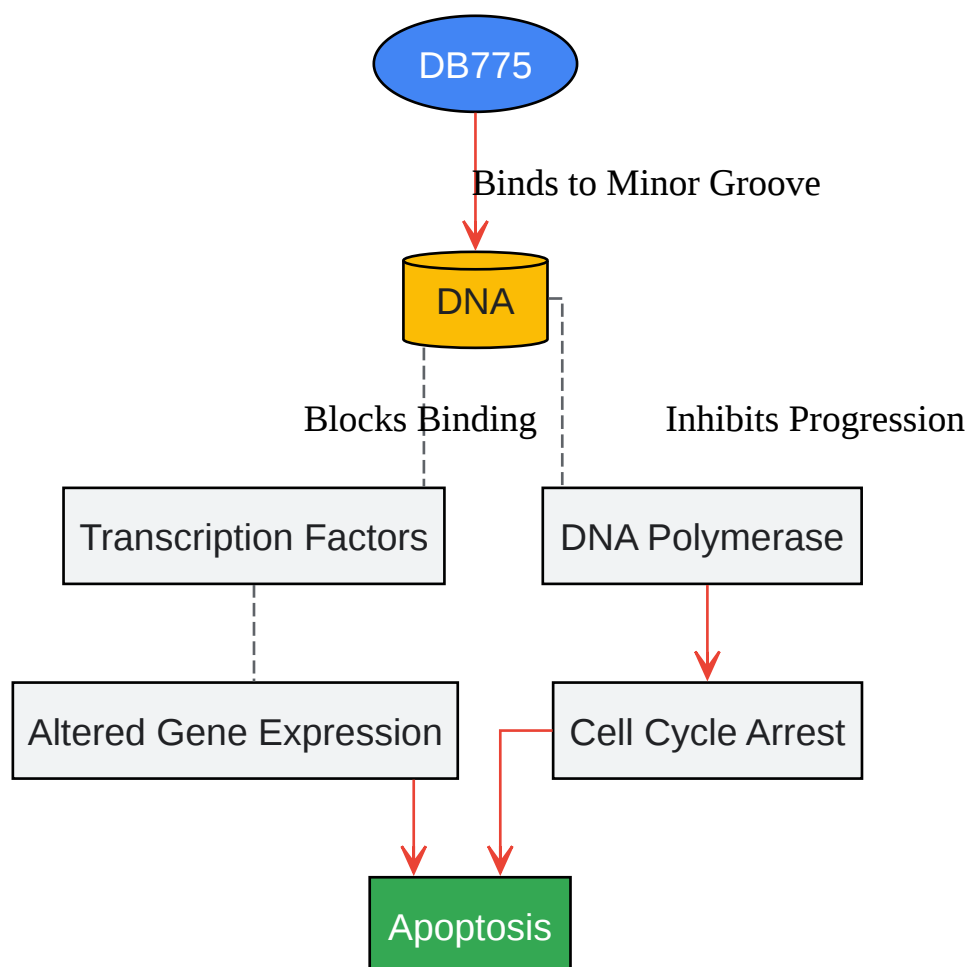 DB775
Binds to Minor Groove
DNA
Blocks Binding
Inhibits Progression
Transcription Factors
DNA Polymerase
Altered Gene Expression
Cell Cycle Arrest
Apoptosis